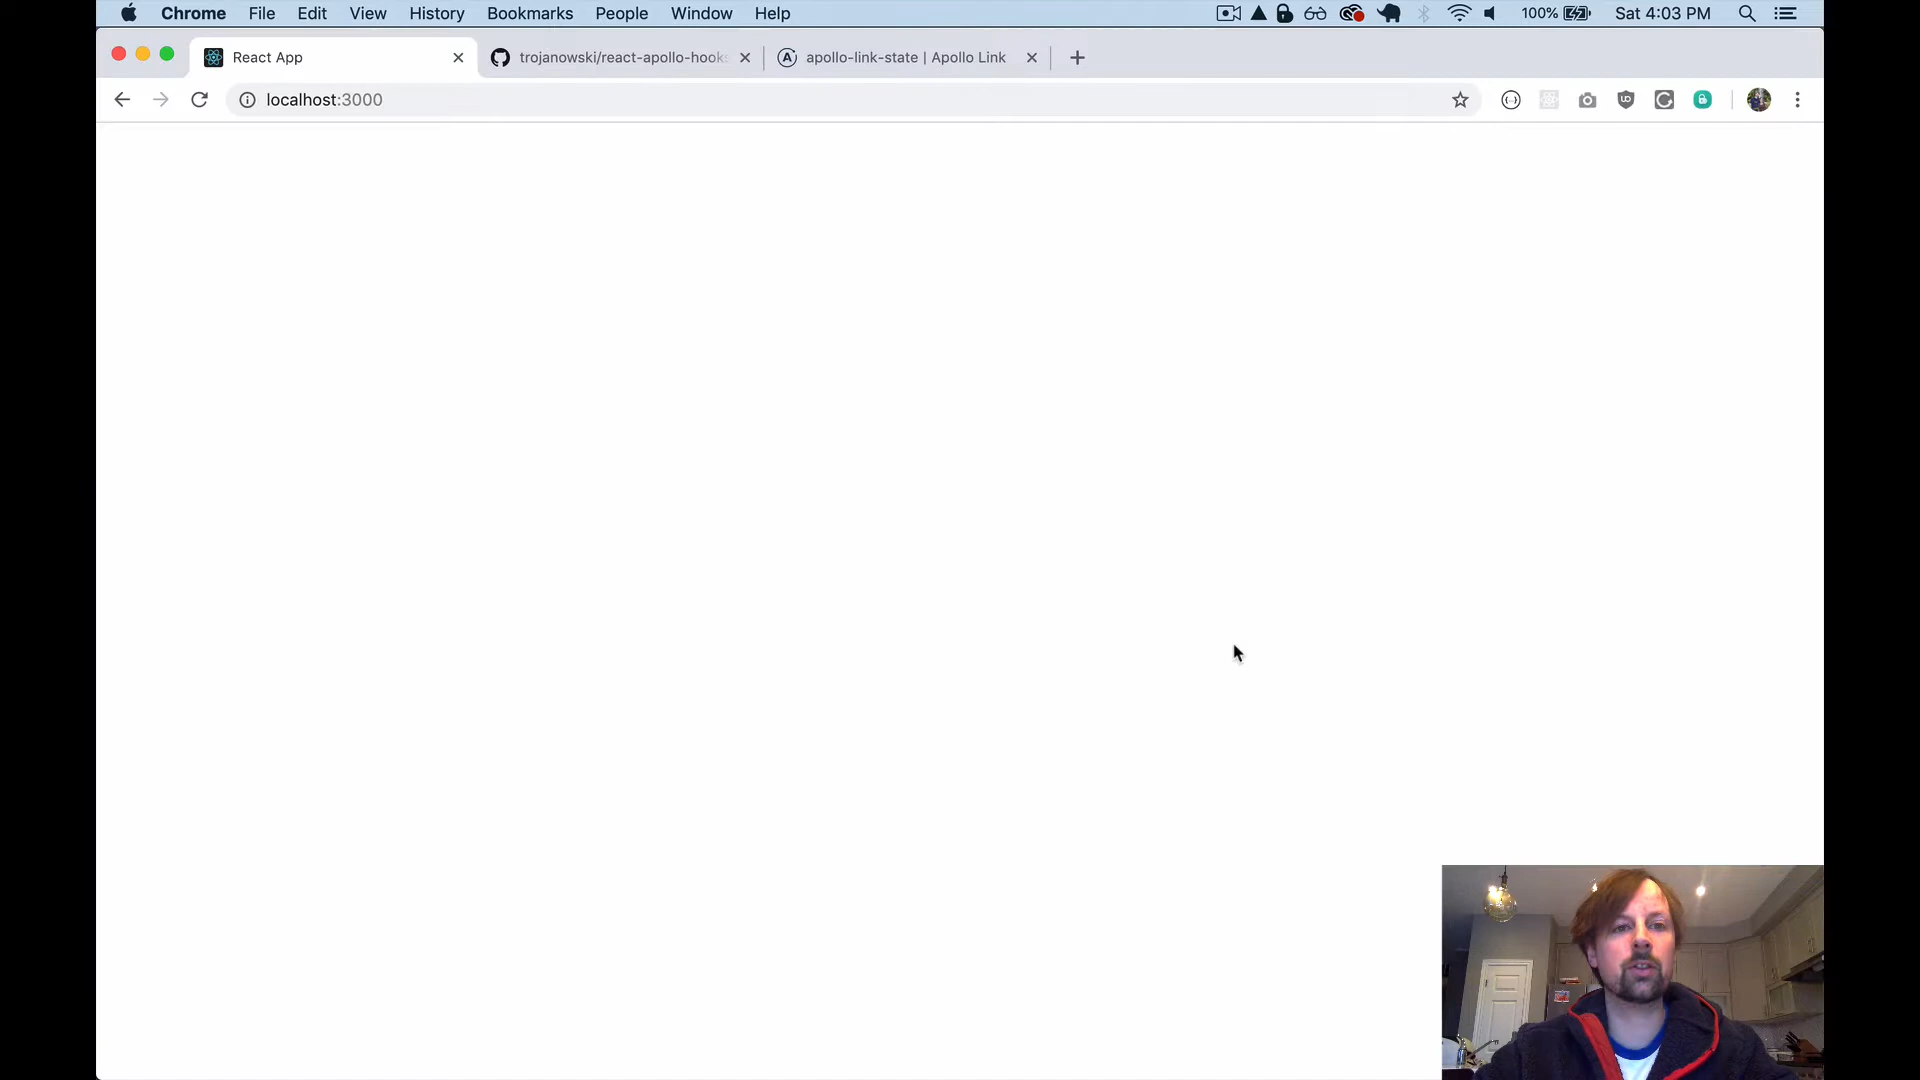 Chrome File Edit View History Bookmarks People Window Help 100% Sat 4:03 PM
React App trojanowski/react-apollo-hooks apollo-link-state | Apollo Link
localhost:3000